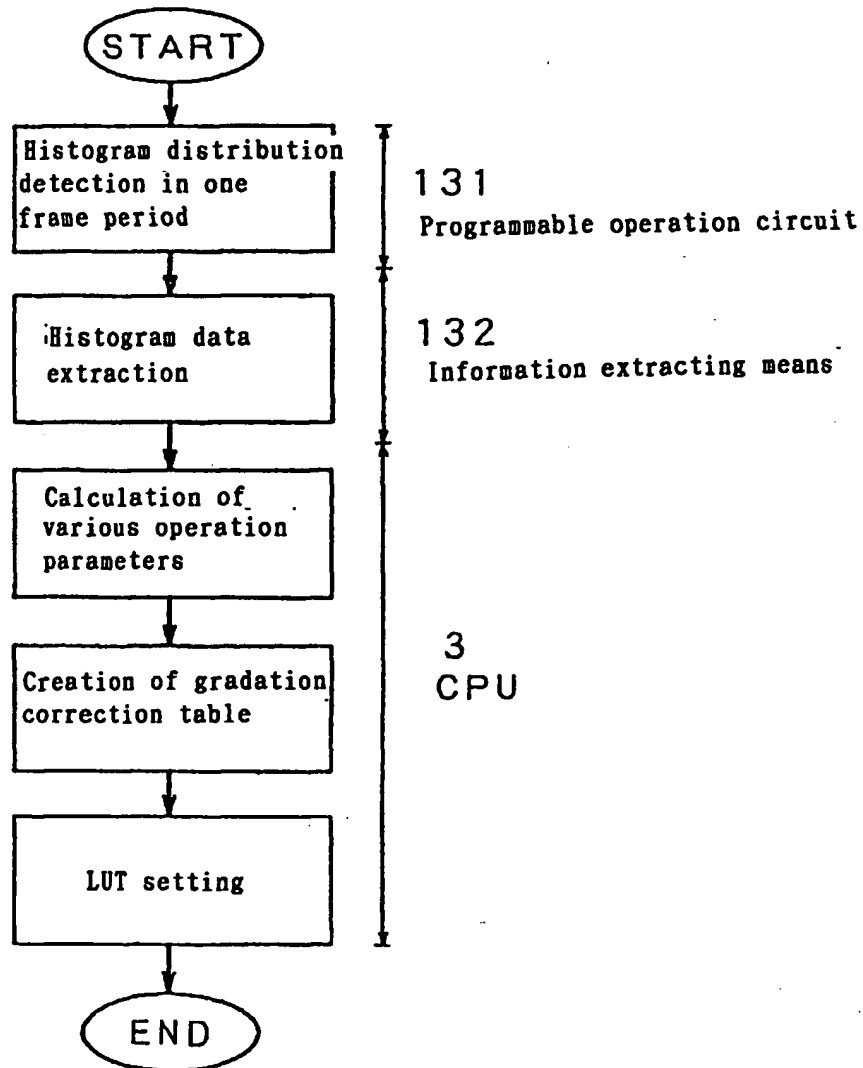 START
Histogram distribution
detection in one
frame period
131
Programmable operation circuit
Histogram data
extraction
132
Information extracting means
Calculation of
various operation
parameters
Creation of gradation
correction table
3
CPU
LUT setting
END